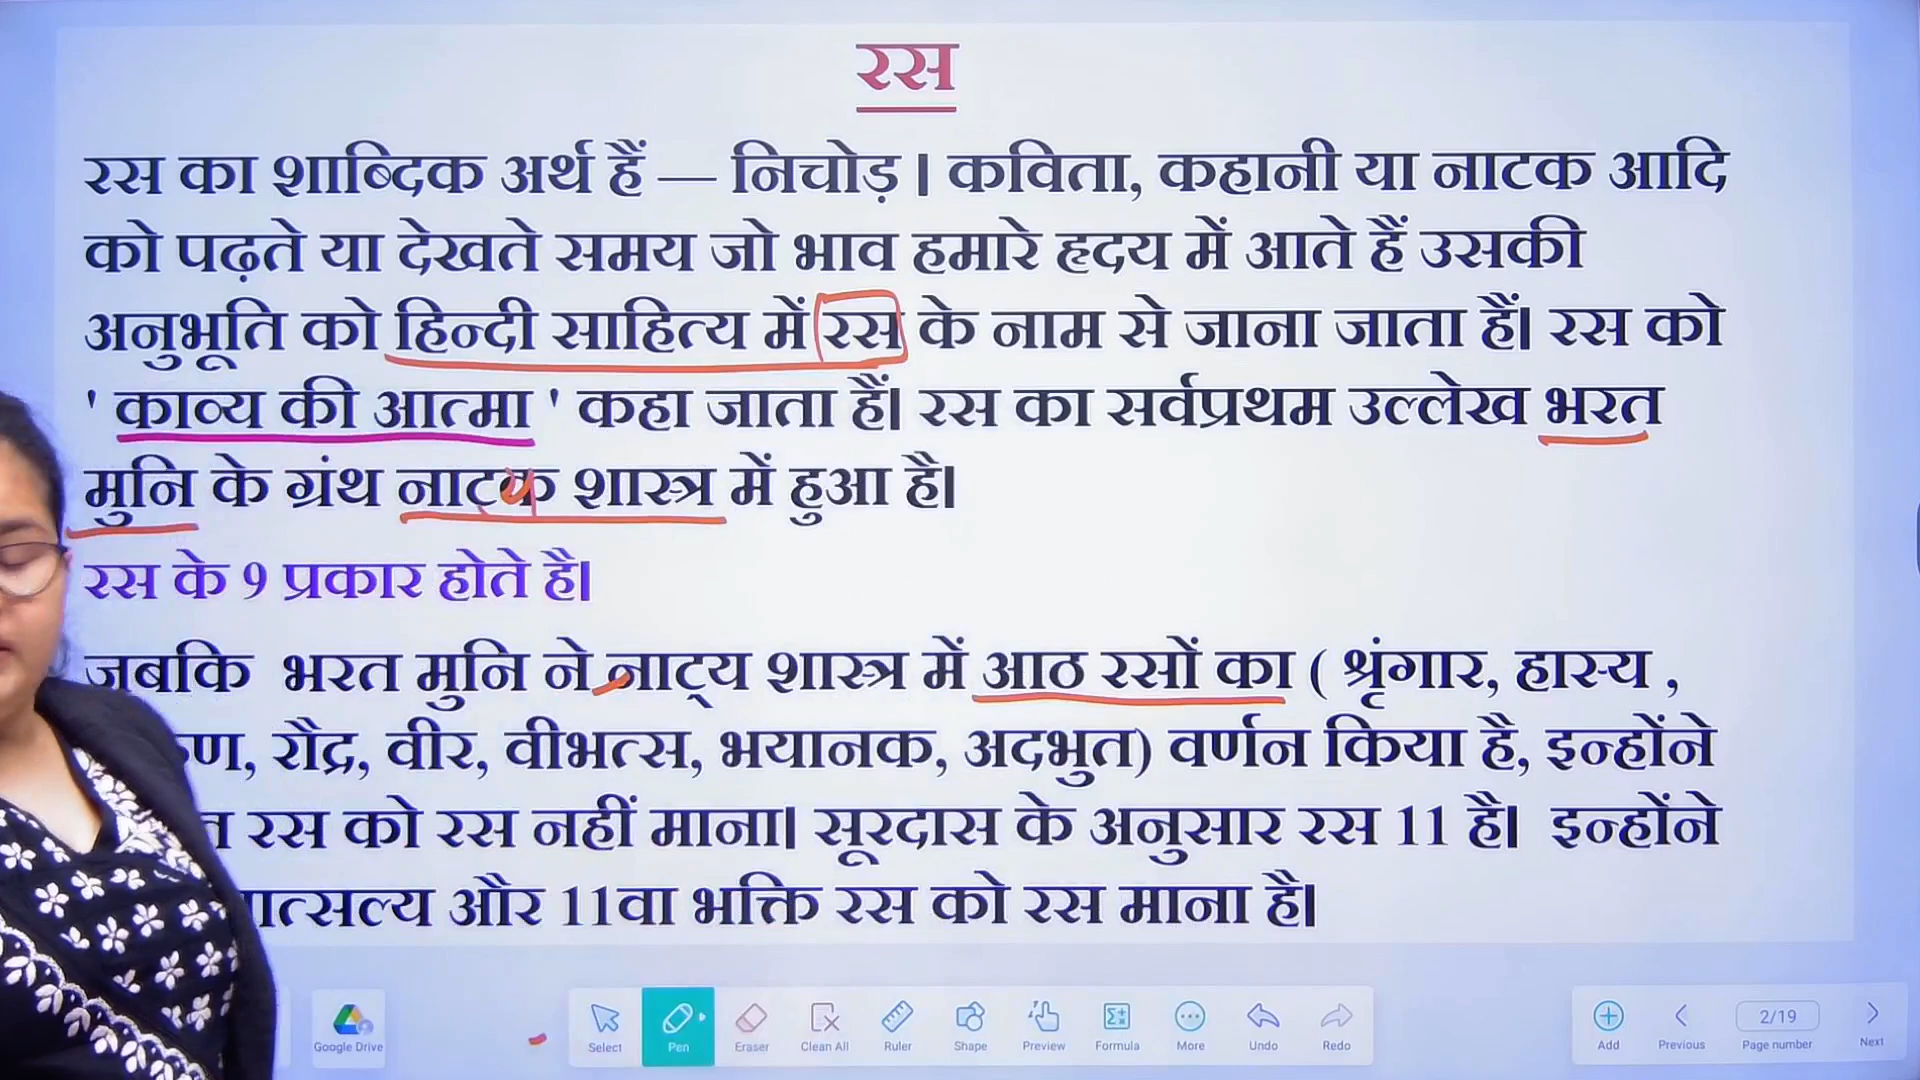 रस
रस का शाब्दिक अर्थ हैं — निचोड़ | कविता, कहानी या नाटक आदि
को पढ़ते या देखते समय जो भाव हमारे हृदय में आते हैं उसकी
अनुभूति को हिन्दी साहित्य में रस के नाम से जाना जाता हैं। रस को
' काव्य की आत्मा ' कहा जाता हैं। रस का सर्वप्रथम उल्लेख भरत
मुनि के ग्रंथ शास्त्र में हुआ है।
रस के 9 प्रकार होते है।
जबकि भरत मुनि ने नाट्य शास्त्र में आठ रसों का ( श्रृंगार, हास्य ,
रौद्र, वीर, वीभत्स, भयानक, अदभुत) वर्णन किया है, इन्होंने
रस को रस नहीं माना। सूरदास के अनुसार रस 11 है। इन्होंने
और 11वा भक्ति रस को रस माना है।
Google Drive
Select Pen Eraser Clean All Ruler Shape Preview Formula More Undo Redo
Add Previous 2/19 Page number Next